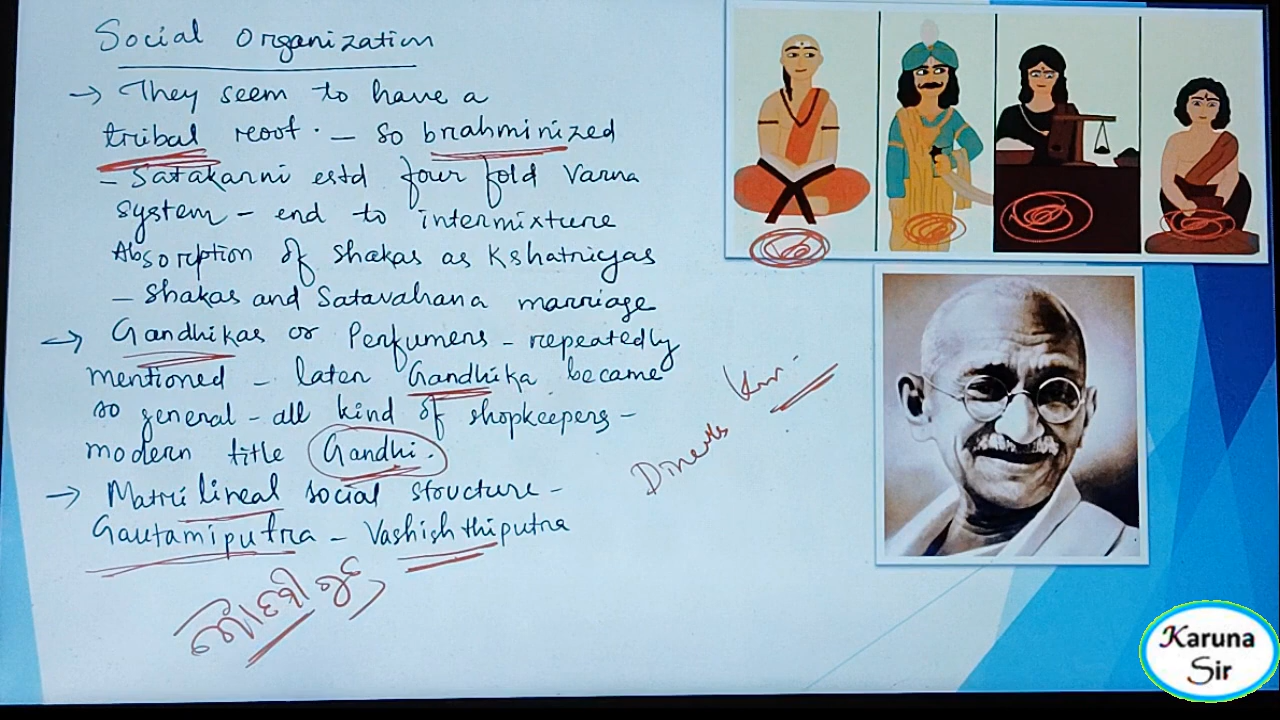 Social Organization
→ They seem to have a
tribal root. - so brahminized
- Satakarni estd four fold Varna
system - end to intermixture
Absorption of Shakas as Kshatriyas
- Shakas and Satavahana marriage
→ Gandhikas or Perfumers - repeatedly
mentioned - later Gandhika became
so general - all kind of shopkeepers -
modern title Gandhi.
→ Matrilineal social structure -
Gautamiputra - Vashishthiputra
Karuna
Sir